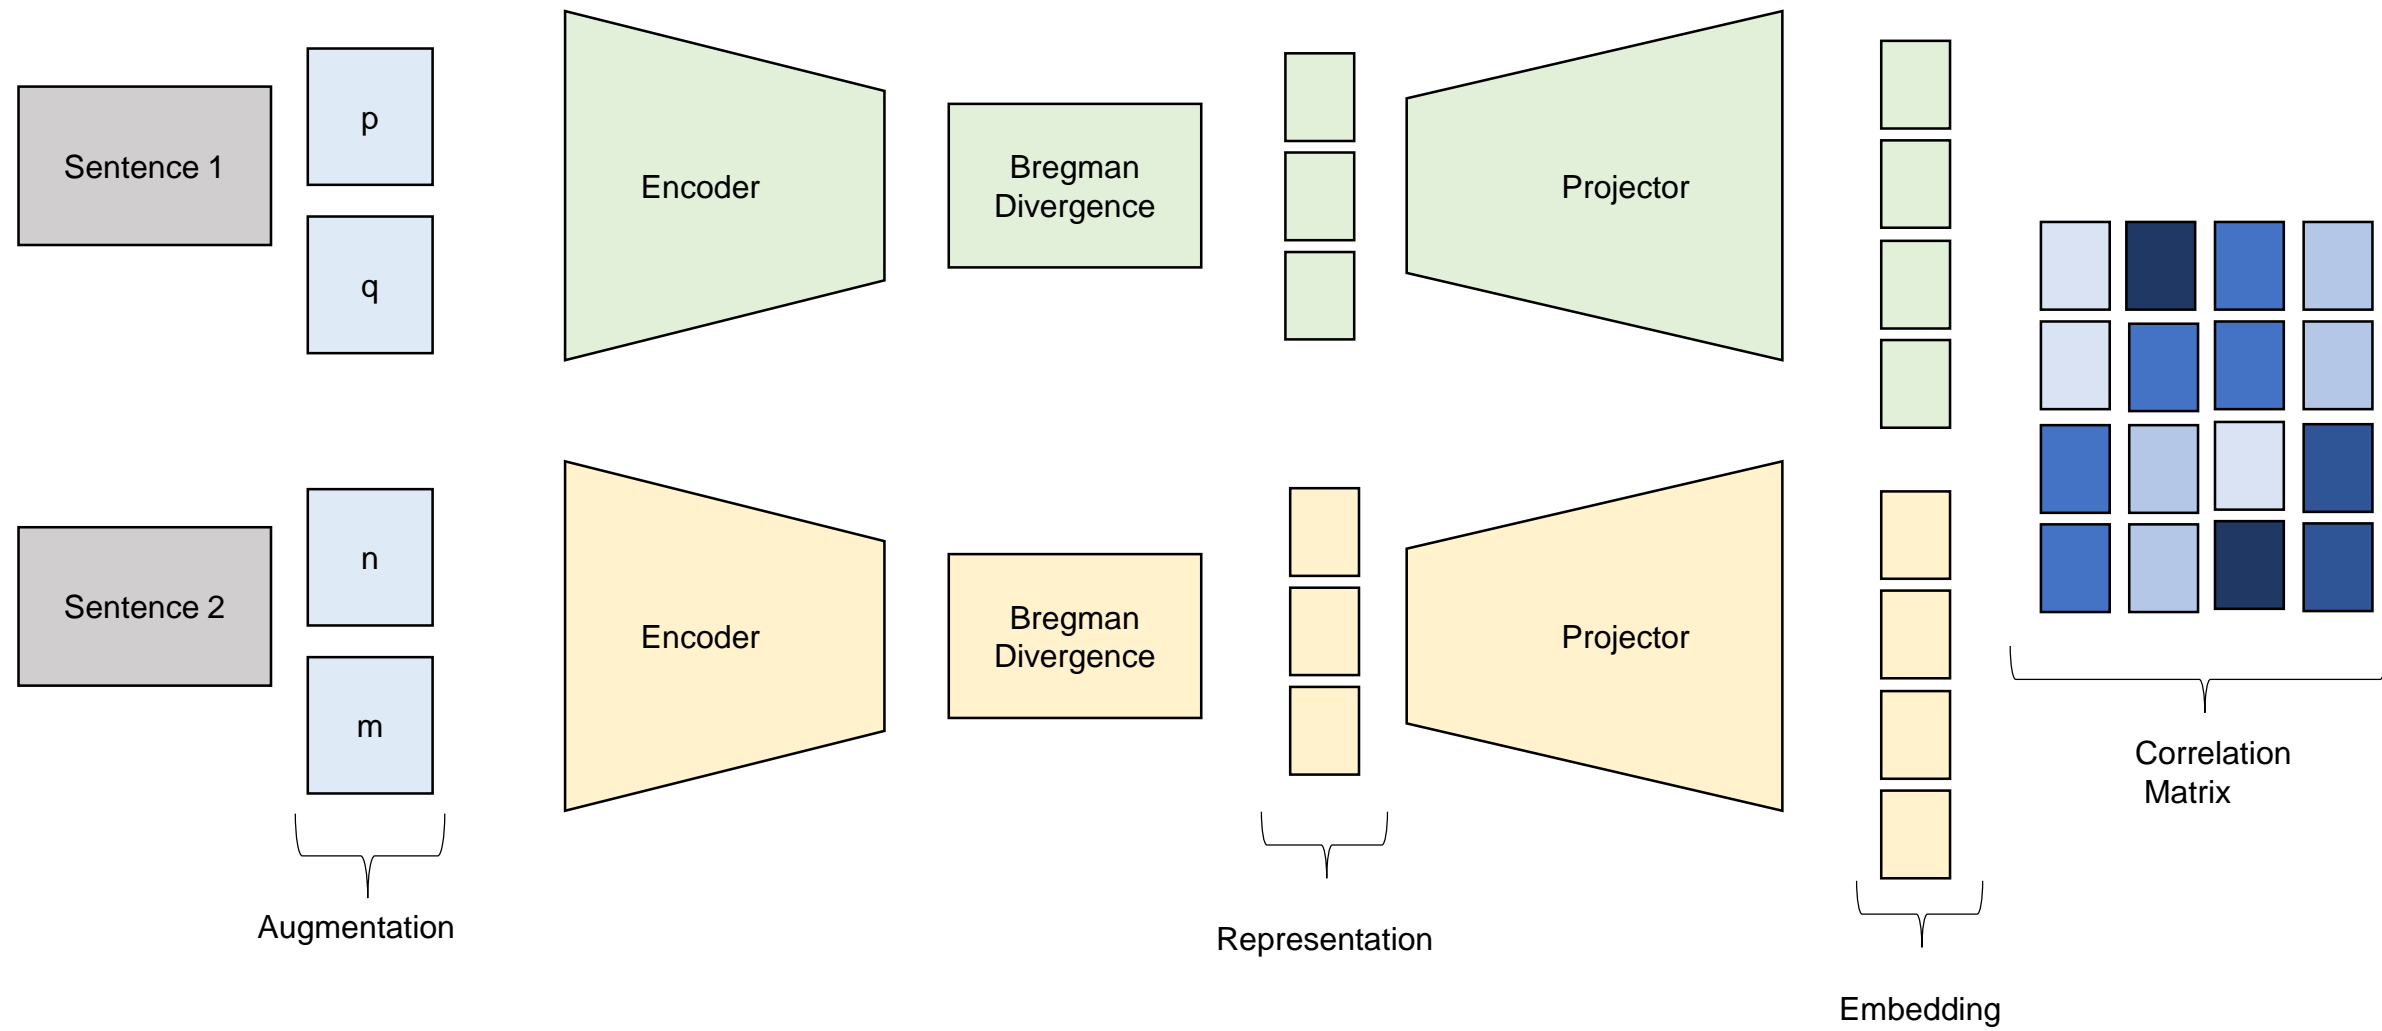 Sentence 1
p
q
Encoder
Bregman
Divergence
Projector
Sentence 2
n
m
Encoder
Bregman
Divergence
Projector
Augmentation
Representation
Embedding
Correlation
Matrix